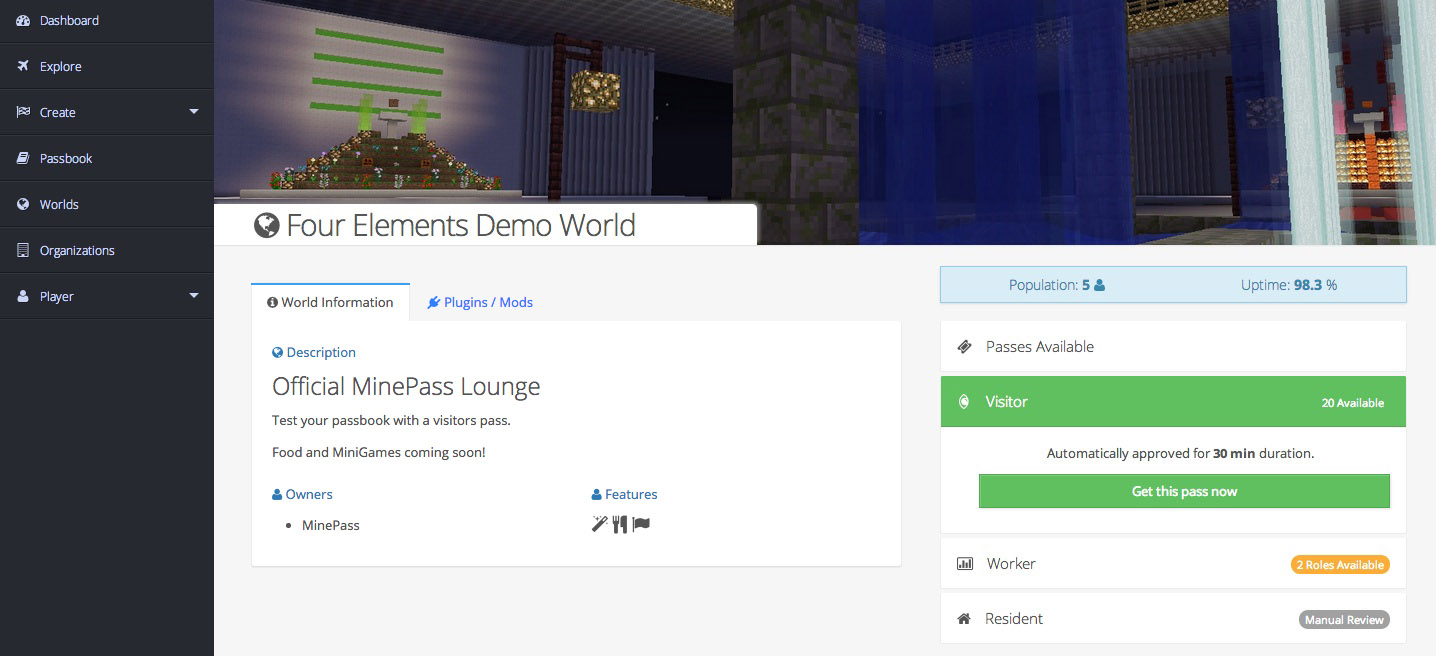 Dashboard
Explore
Create
Passbook
Worlds
Organizations
Player
Four Elements Demo World
World Information
Plugins / Mods
Description
Official MinePass Lounge
Test your passbook with a visitors pass.
Food and MiniGames coming soon!
Owners
MinePass
Features
Population: 5
Uptime: 98.3 %
Passes Available
Visitor
20 Available
Automatically approved for 30 min duration.
Get this pass now
Worker
2 Roles Available
Resident
Manual Review